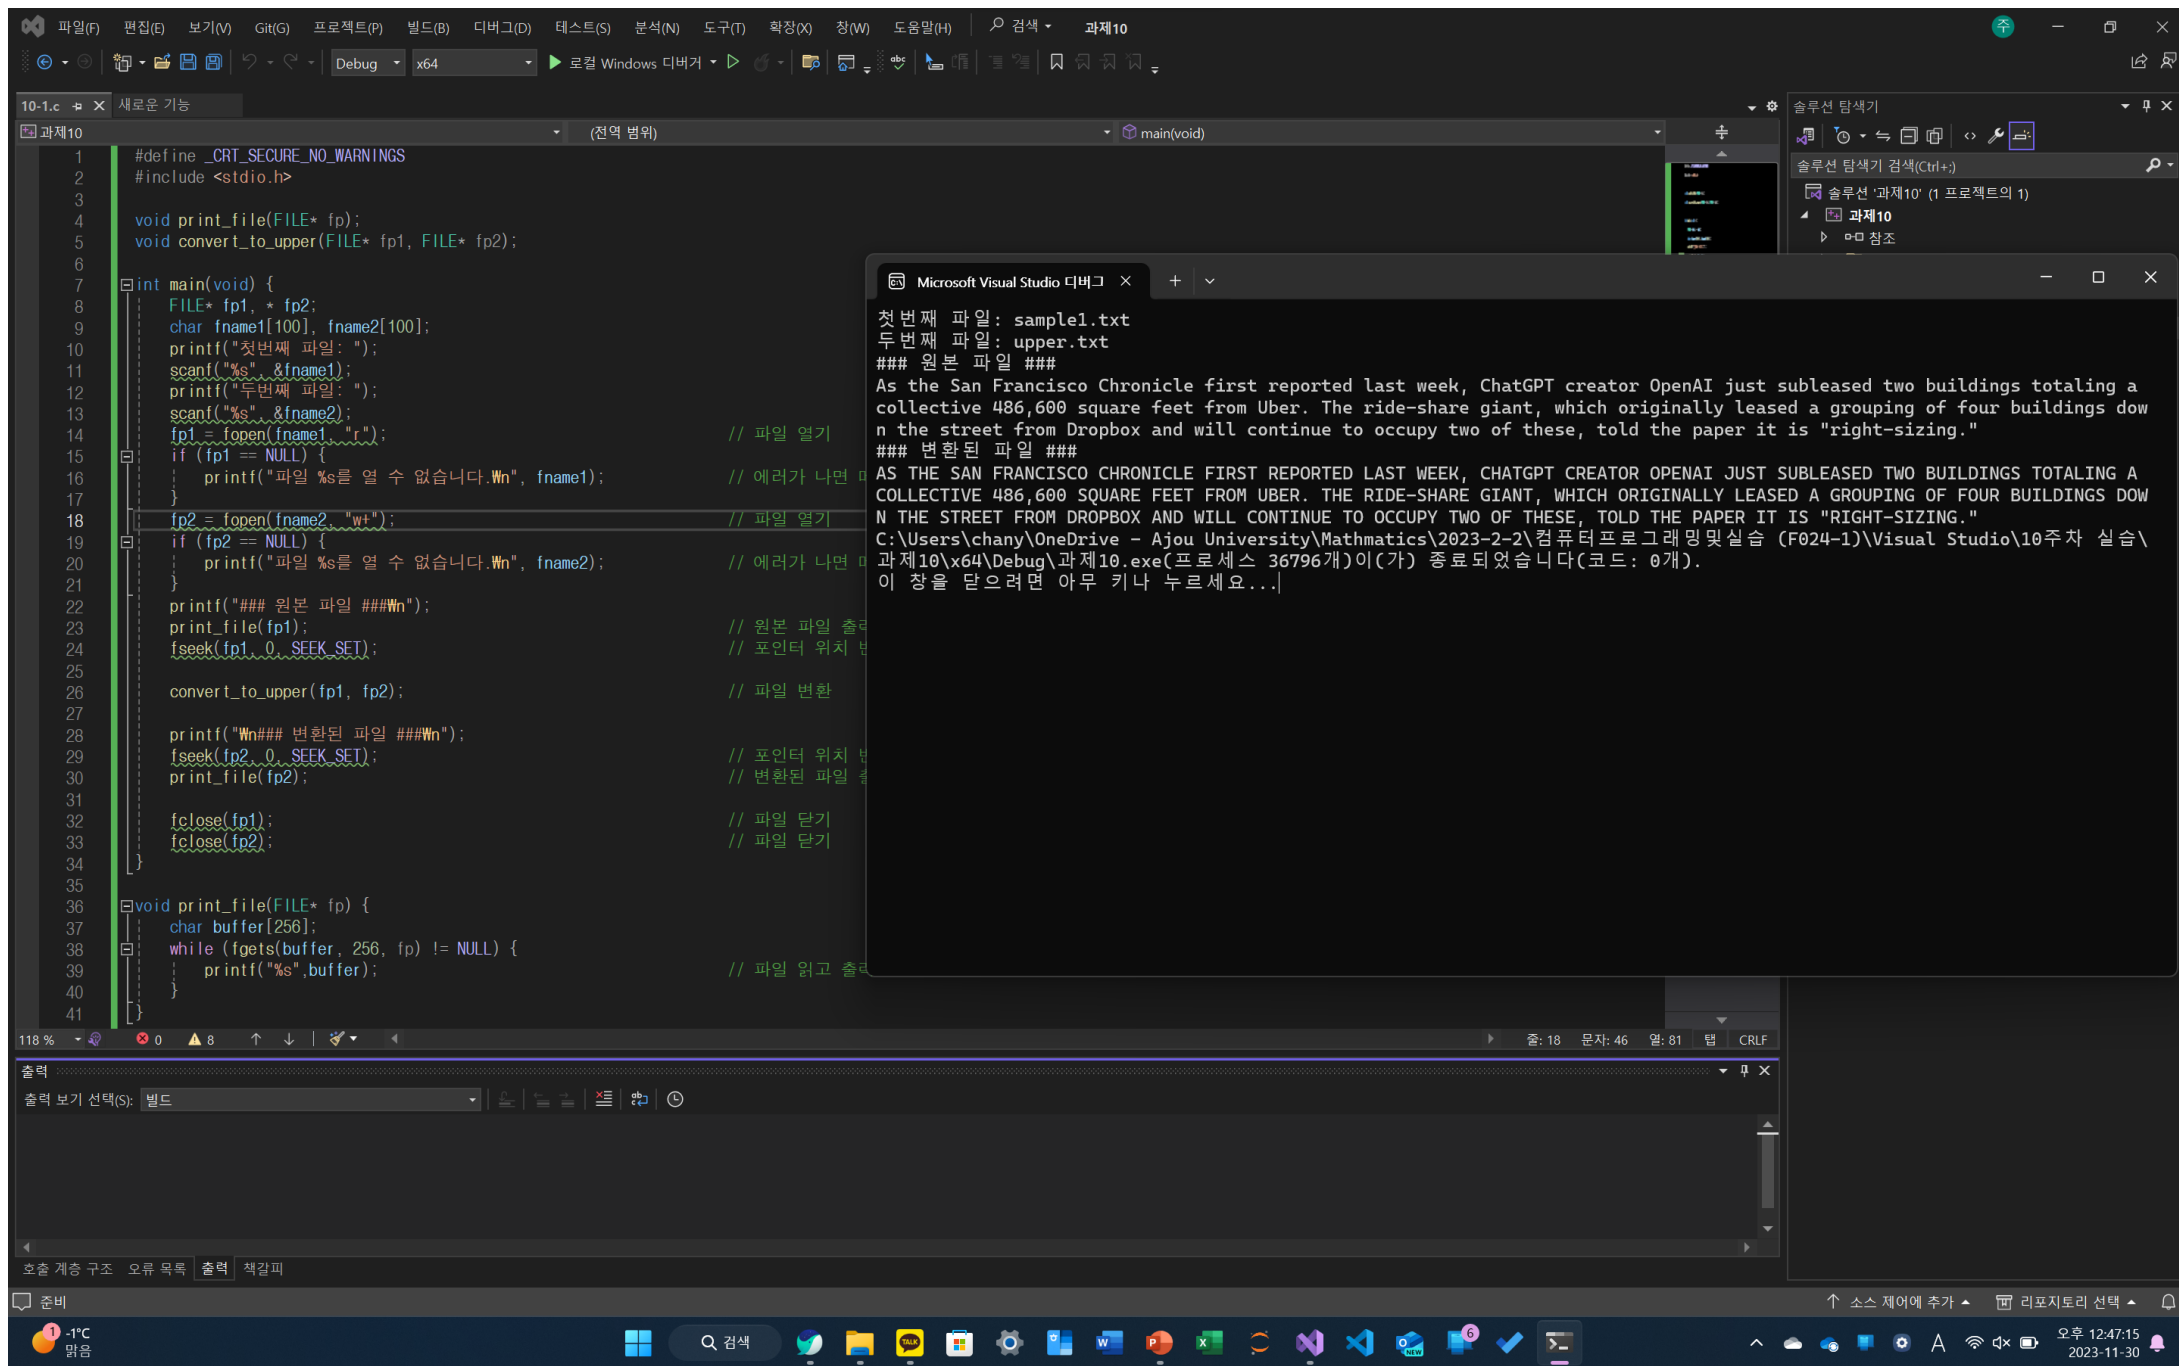 파일(F) 편집(E) 보기(V) Git(G) 프로젝트(P) 빌드(B) 디버그(D) 테스트(S) 분석(N) 도구(T) 확장(X) 창(W) 도움말(H) 검색 과제10 주
Debug x64 로컬 Windows 디버거
10-1.c 새로운 기능
과제10 (전역 범위) main(void)
1 #define _CRT_SECURE_NO_WARNINGS
2 #include <stdio.h>
3
4 void print_file(FILE* fp);
5 void convert_to_upper(FILE* fp1, FILE* fp2);
6
7 int main(void) {
8 FILE* fp1, * fp2;
9 char fname1[100], fname2[100];
10 printf("첫번째 파일: ");
11 scanf("%s", &fname1);
12 printf("두번째 파일: ");
13 scanf("%s", &fname2);
14 fp1 = fopen(fname1, "r"); // 파일 열기
15 if (fp1 == NULL) {
16 printf("파일 %s를 열 수 없습니다.₩n", fname1); // 에러가 나면
17 }
18 fp2 = fopen(fname2, "w+"); // 파일 열기
19 if (fp2 == NULL) {
20 printf("파일 %s를 열 수 없습니다.₩n", fname2); // 에러가 나면
21 }
22 printf("### 원본 파일 ###₩n");
23 print_file(fp1); // 원본 파일 출력
24 fseek(fp1, 0, SEEK_SET); // 포인터 위치
25
26 convert_to_upper(fp1, fp2); // 파일 변환
27
28 printf("₩n### 변환된 파일 ###₩n");
29 fseek(fp2, 0, SEEK_SET); // 포인터 위치
30 print_file(fp2); // 변환된 파일
31
32 fclose(fp1); // 파일 닫기
33 fclose(fp2); // 파일 닫기
34 }
35
36 void print_file(FILE* fp) {
37 char buffer[256];
38 while (fgets(buffer, 256, fp) != NULL) {
39 printf("%s",buffer); // 파일 읽고 출력
40 }
41 }
118 % 0 8 줄: 18 문자: 46 열: 81 탭 CRLF
솔루션 탐색기
솔루션 탐색기 검색(Ctrl+;)
솔루션 '과제10' (1 프로젝트의 1)
과제10
참조
Microsoft Visual Studio 디버그
첫번째 파일: sample1.txt
두번째 파일: upper.txt
### 원본 파일 ###
As the San Francisco Chronicle first reported last week, ChatGPT creator OpenAI just subleased two buildings totaling a
collective 486,600 square feet from Uber. The ride-share giant, which originally leased a grouping of four buildings dow
n the street from Dropbox and will continue to occupy two of these, told the paper it is "right-sizing."
### 변환된 파일 ###
AS THE SAN FRANCISCO CHRONICLE FIRST REPORTED LAST WEEK, CHATGPT CREATOR OPENAI JUST SUBLEASED TWO BUILDINGS TOTALING A
COLLECTIVE 486,600 SQUARE FEET FROM UBER. THE RIDE-SHARE GIANT, WHICH ORIGINALLY LEASED A GROUPING OF FOUR BUILDINGS DOW
N THE STREET FROM DROPBOX AND WILL CONTINUE TO OCCUPY TWO OF THESE, TOLD THE PAPER IT IS "RIGHT-SIZING."
C:\Users\chany\OneDrive - Ajou University\Mathmatics\2023-2-2\컴퓨터프로그래밍및실습 (F024-1)\Visual Studio\10주차 실습\
과제10\x64\Debug\과제10.exe(프로세스 36796개)이(가) 종료되었습니다(코드: 0개).
이 창을 닫으려면 아무 키나 누르세요...
출력
출력 보기 선택(S): 빌드
호출 계층 구조 오류 목록 출력 책갈피
준비 소스 제어에 추가 리포지토리 선택
1 -1°C
맑음
검색 TALK NEW 6 A
오후 12:47:15
2023-11-30